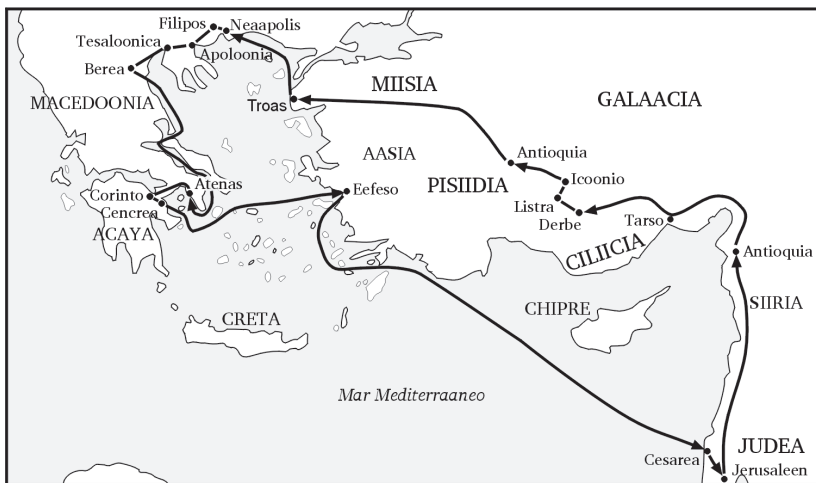 Filipos
Neaapolis
Tesaloonica
Apoloonia
Berea
MIISIA
GALAACIA
MACEDOONIA
Troas
AASIA
Antioquia
PISIIDIA
Icoonio
Atenas
Eefeso
Corinto
Listra
Cencrea
Derbe
Tarso
ACAYA
CILIICIA
Antioquia
CHIPRE
SIIRIA
CRETA
Mar Mediterraaneo
JUDEA
Cesarea
Jerusaleen